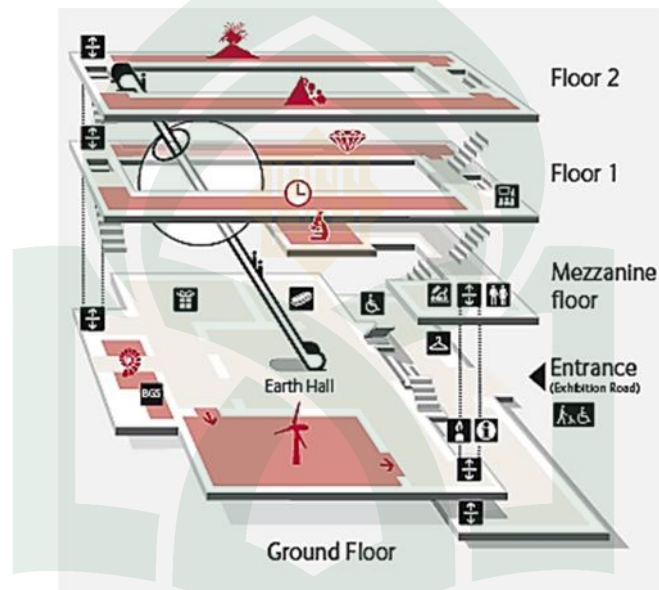 Floor 2
Floor 1
Mezzanine
floor
Entrance
(Exhibition Road)
BGS
Earth Hall
Ground Floor